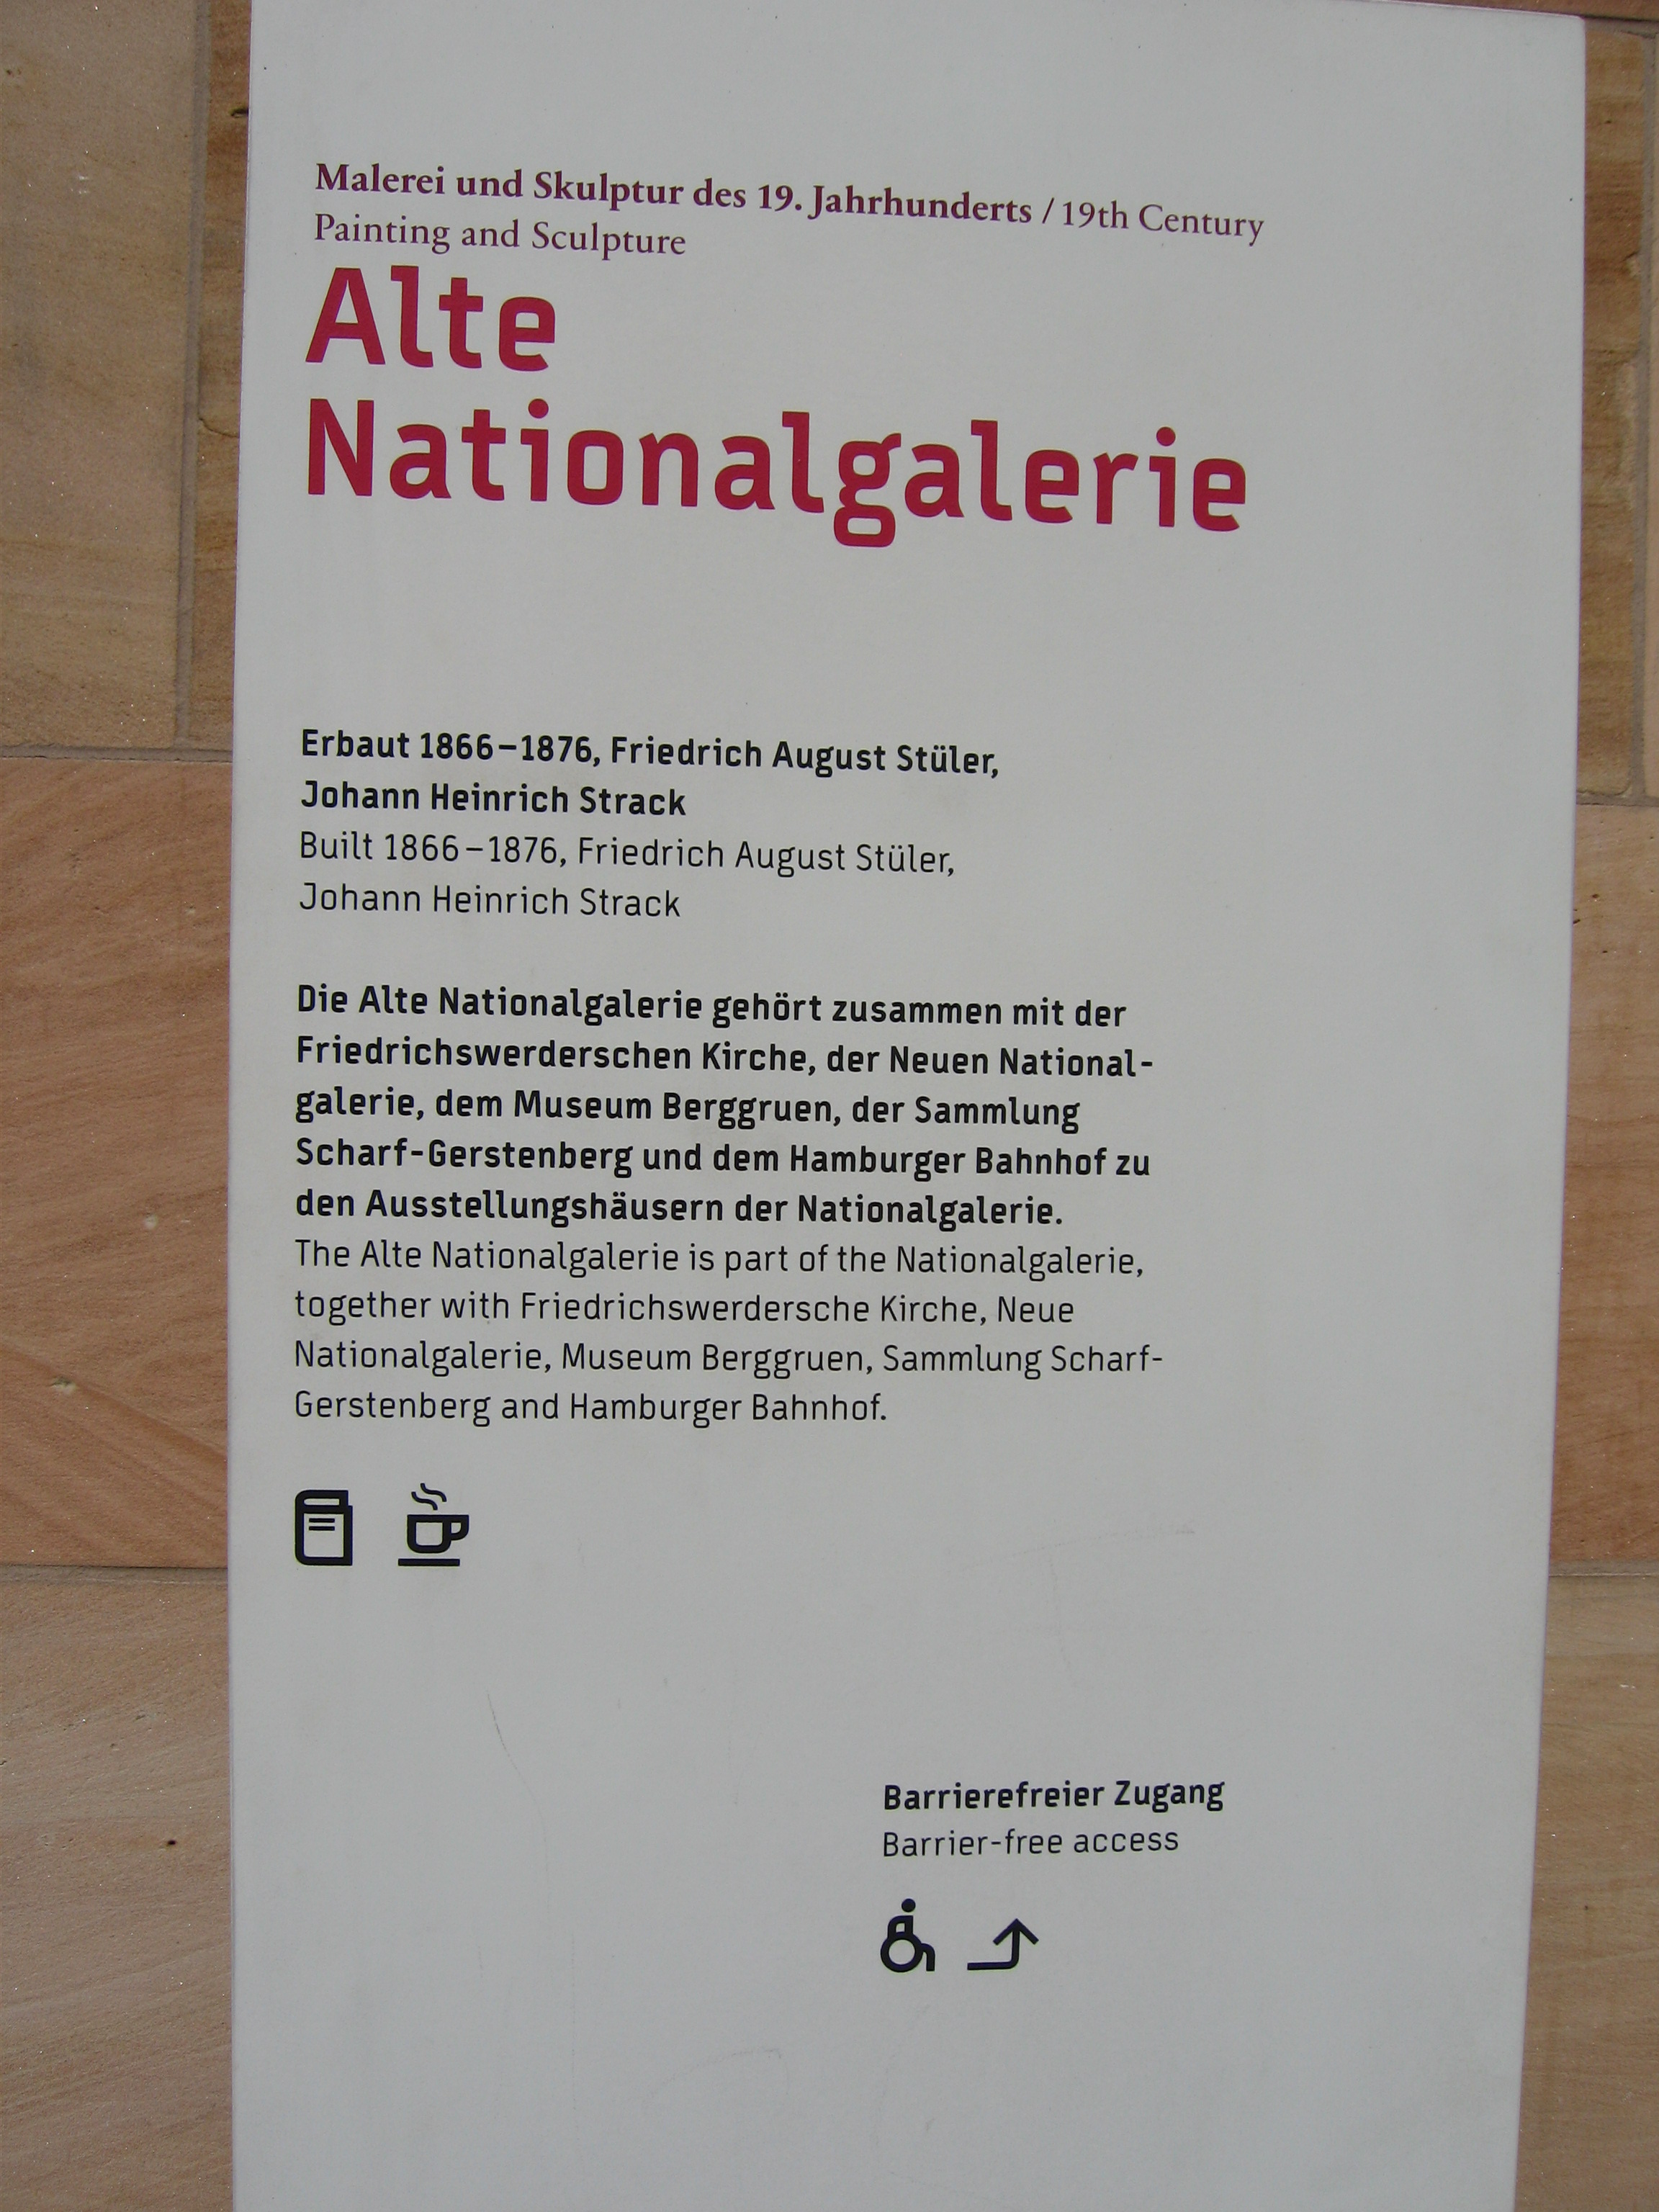 Malerei und Skulptur des 19. Jahrhunderts / 19th Century
Painting and Sculpture
Alte
Nationalgalerie
Erbaut 1866–1876, Friedrich August Stüler,
Johann Heinrich Strack
Built 1866–1876, Friedrich August Stüler,
Johann Heinrich Strack
Die Alte Nationalgalerie gehört zusammen mit der
Friedrichswerderschen Kirche, der Neuen National-
galerie, dem Museum Berggruen, der Sammlung
Scharf-Gerstenberg und dem Hamburger Bahnhof zu
den Ausstellungshäusern der Nationalgalerie.
The Alte Nationalgalerie is part of the Nationalgalerie,
together with Friedrichswerdersche Kirche, Neue
Nationalgalerie, Museum Berggruen, Sammlung Scharf-
Gerstenberg and Hamburger Bahnhof.
Barrierefreier Zugang
Barrier-free access